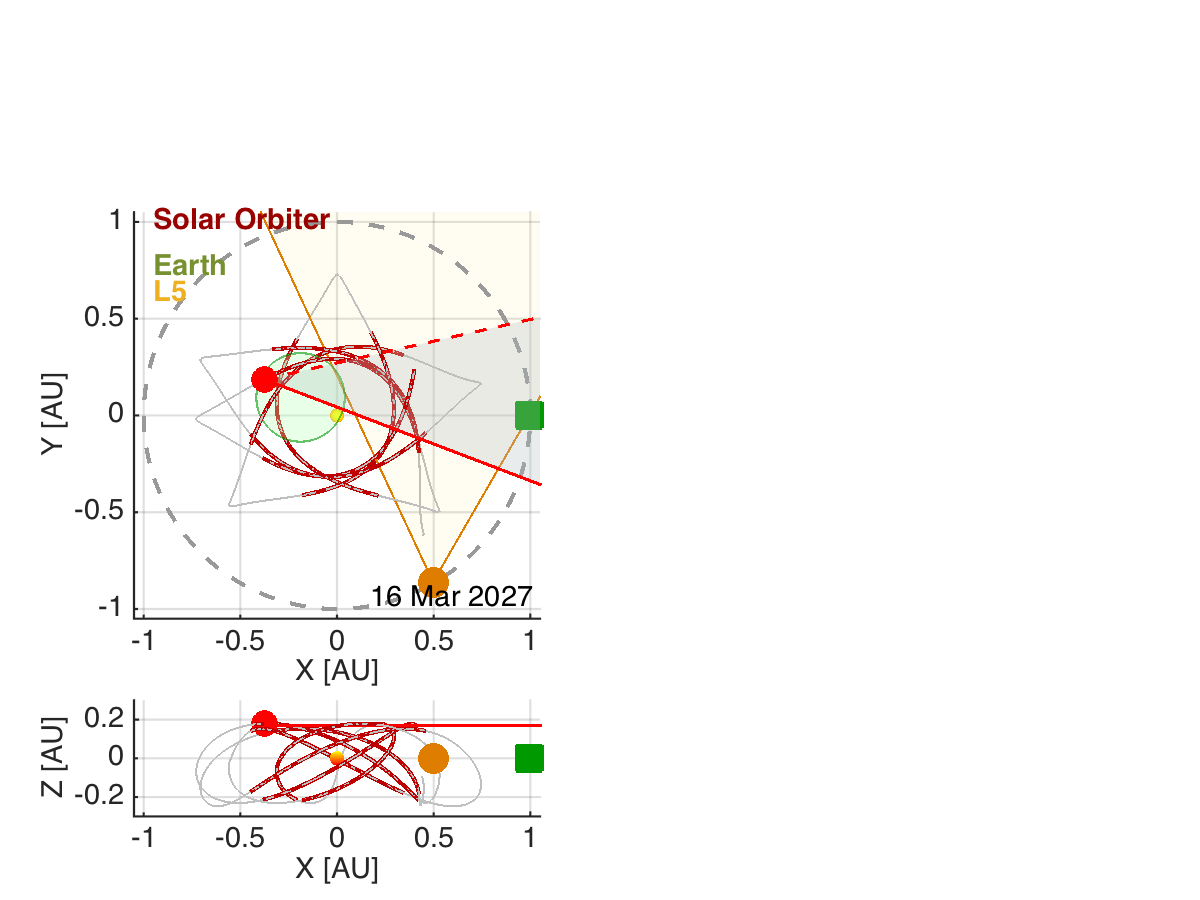 Solar Orbiter
Earth
L5
1
0.5
0
-0.5
-1
Y [AU]
16 Mar 2027
-1 -0.5 0 0.5 1
X [AU]
0.2
0
-0.2
Z [AU]
-1 -0.5 0 0.5 1
X [AU]